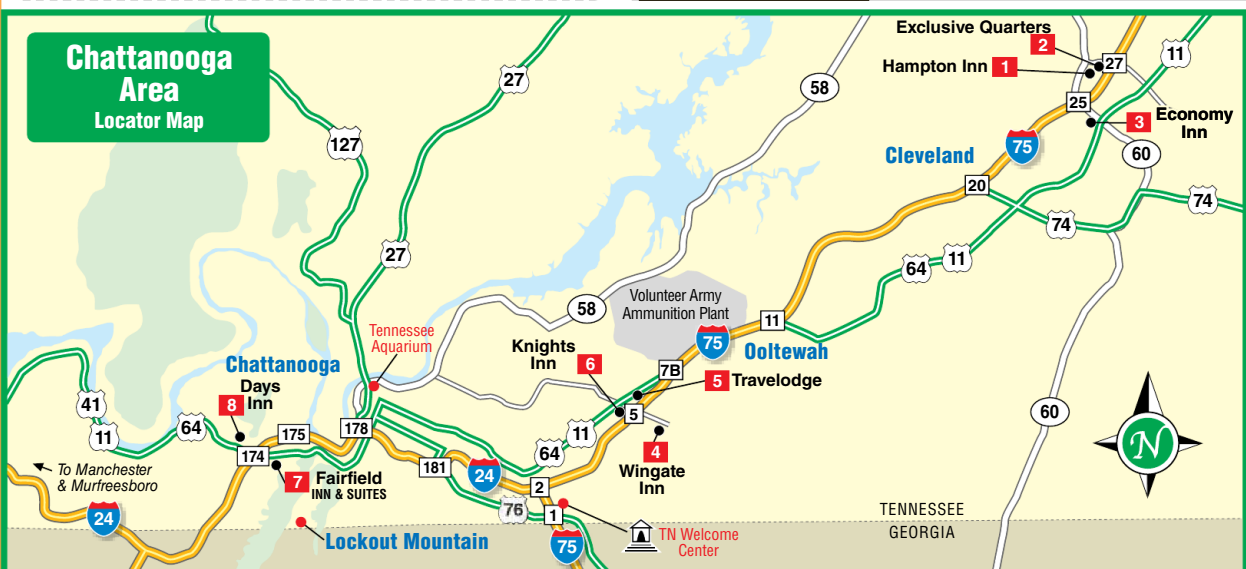 Chattanooga
Area
Locator Map
Exclusive Quarters
2
Hampton Inn 1
27
11
25
3 Economy
Inn
27
58
127
75
60
Cleveland
20
74
74
27
64
11
58
Volunteer Army
Ammunition Plant
11
75
Ooltewah
Tennessee
Aquarium
Knights
Inn
6
7B
5 Travelodge
Chattanooga
Days
Inn
8
41
11
64
175
178
174
5
60
N
11
64
4
Wingate
Inn
To Manchester
& Murfreesboro
7 Fairfield
INN & SUITES
181
24
2
76
1
24
TENNESSEE
GEORGIA
Lockout Mountain
TN Welcome
Center
75